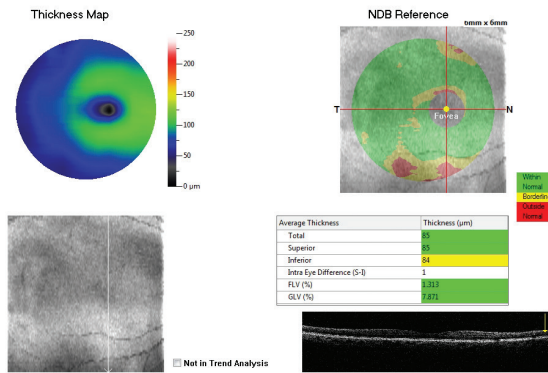 Thickness Map
NDB Reference
6mm x 6mm
250
200
150
100
50
0 µm
T
N
Fovea
Within
Normal
Borderline
Outside
Normal
Average Thickness Thickness (µm)
Total 85
Superior 85
Inferior 84
Intra Eye Difference (S-I) 1
FLV (%) 1.313
GLV (%) 7.871
Not in Trend Analysis